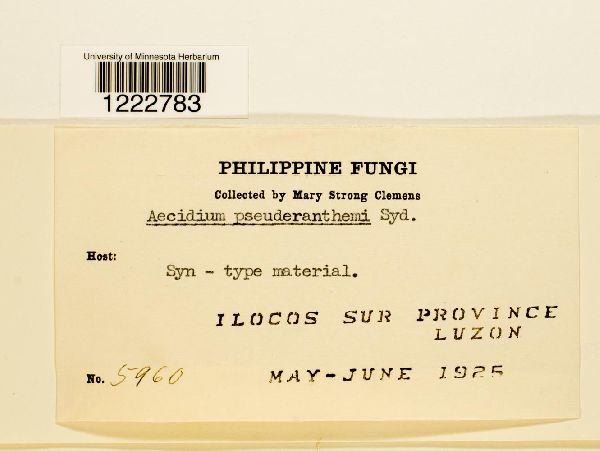 University of Minnesota Herbarium
1222783
PHILIPPINE FUNGI
Collected by Mary Strong Clemens
Aecidium pseuderanthemi Syd.
Host:
Syn - type material.
ILOCOS SUR PROVINCE
LUZON
No. 5960 MAY-JUNE 1925